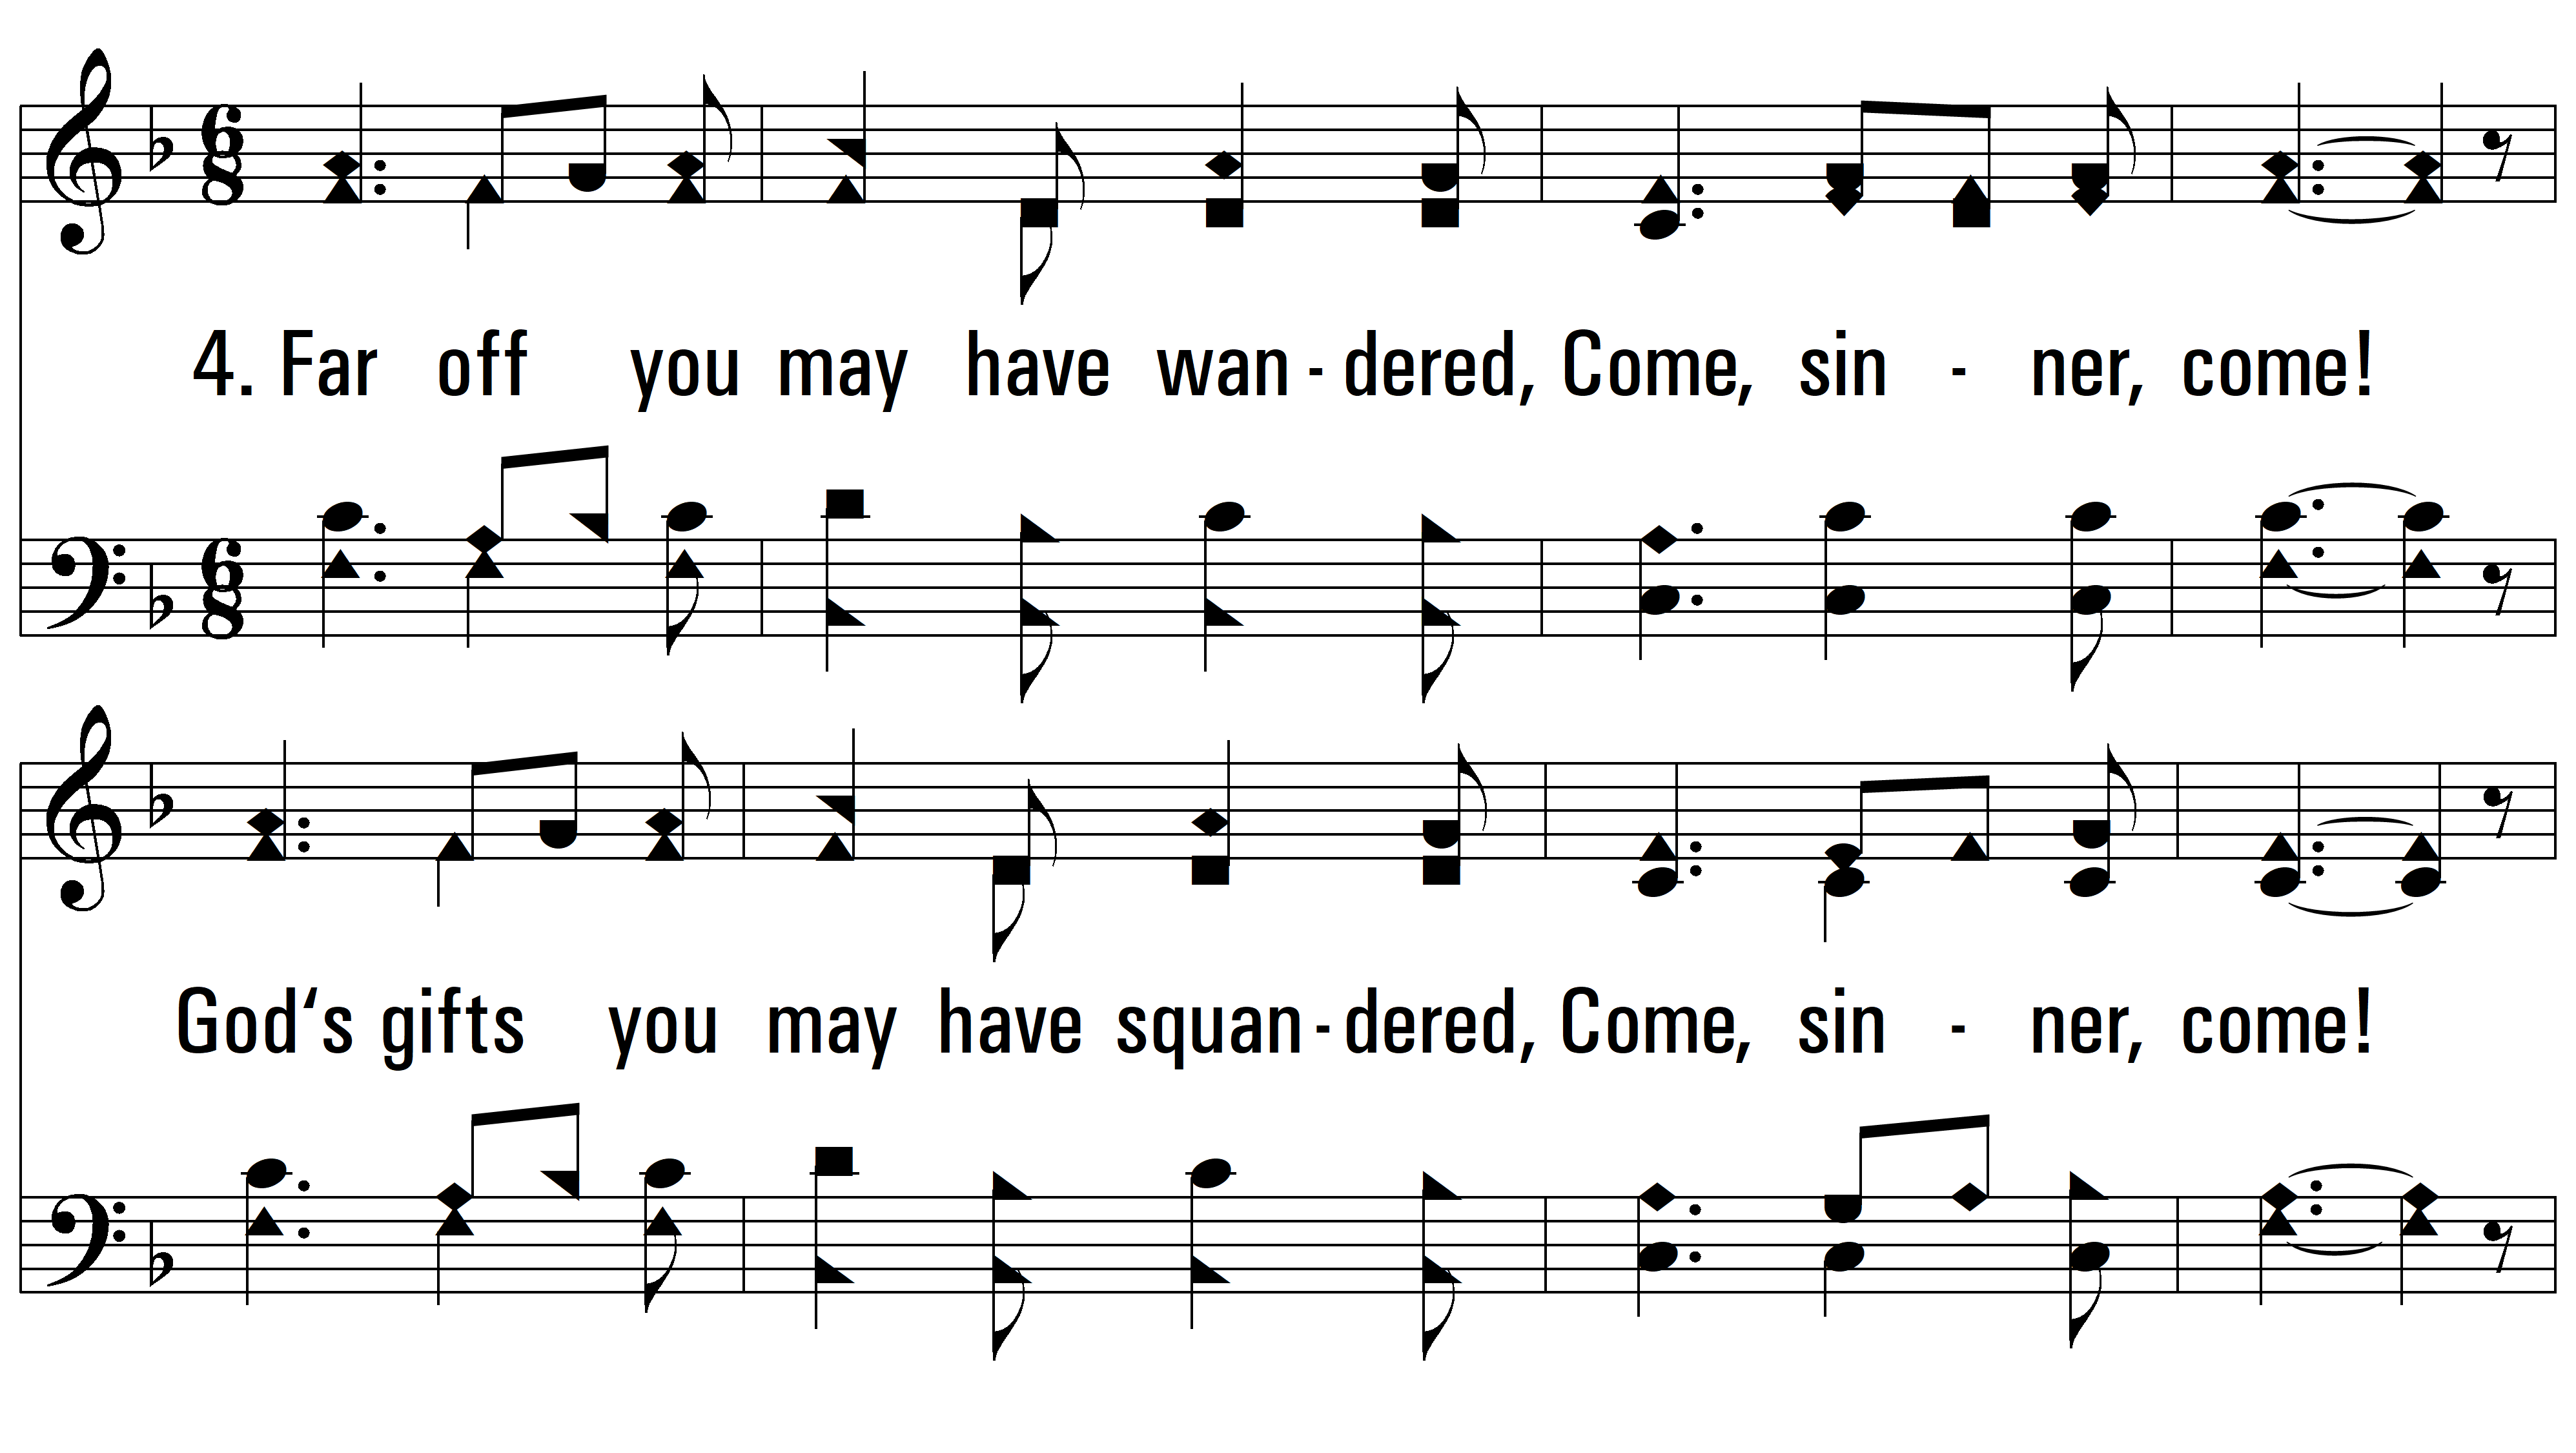 4. Far off you may have wan - dered, Come, sin - ner, come!
God‘s gifts you may have squan - dered, Come, sin - ner, come!